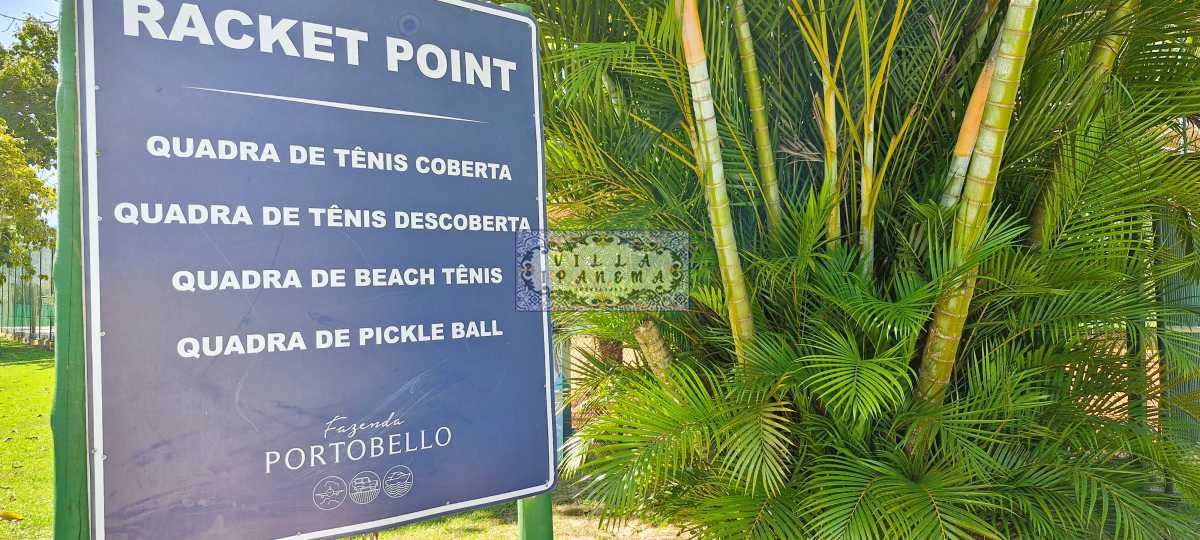 RACKET POINT
QUADRA DE TÊNIS COBERTA
QUADRA DE TÊNIS DESCOBERTA
QUADRA DE BEACH TÊNIS
QUADRA DE PICKLE BALL
Fazenda
PORTOBELLO
VILLA
IPANEMA